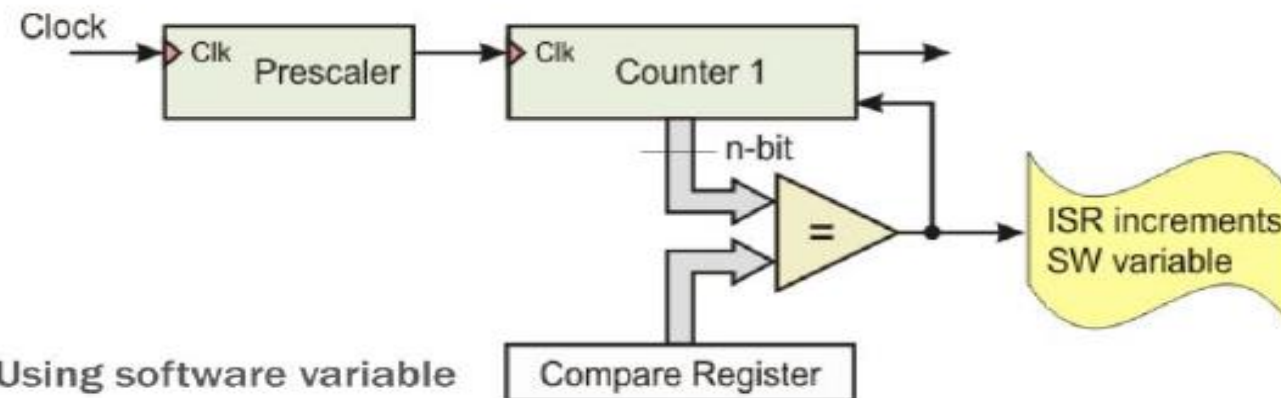 Clock
Clk
Prescaler
Clk
Counter 1
n-bit
=
ISR increments
SW variable
Using software variable
Compare Register